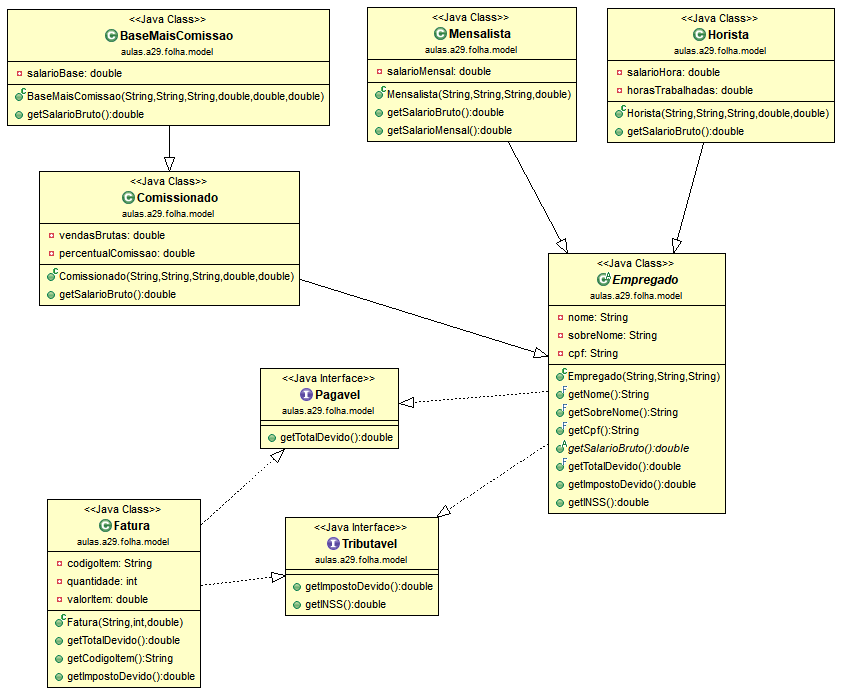 <<Java Class>>
BaseMaisComissao
aulas.a29.folha.model
salarioBase: double
BaseMaisComissao(String,String,String,double,double,double)
getSalarioBruto():double
<<Java Class>>
Mensalista
aulas.a29.folha.model
salarioMensal: double
Mensalista(String,String,String,double)
getSalarioBruto():double
getSalarioMensal():double
<<Java Class>>
Horista
aulas.a29.folha.model
salarioHora: double
horasTrabalhadas: double
Horista(String,String,String,double,double)
getSalarioBruto():double
<<Java Class>>
Comissionado
aulas.a29.folha.model
vendasBrutas: double
percentualComissao: double
Comissionado(String,String,String,double,double)
getSalarioBruto():double
<<Java Class>>
Empregado
aulas.a29.folha.model
nome: String
sobreNome: String
cpf: String
Empregado(String,String,String)
getNome():String
getSobreNome():String
getCpf():String
getSalarioBruto():double
getTotalDevido():double
getImpostoDevido():double
getINSS():double
<<Java Interface>>
Pagavel
aulas.a29.folha.model
getTotalDevido():double
<<Java Class>>
Fatura
aulas.a29.folha.model
codigoItem: String
quantidade: int
valorItem: double
Fatura(String,int,double)
getTotalDevido():double
getCodigoItem():String
getImpostoDevido():double
<<Java Interface>>
Tributavel
aulas.a29.folha.model
getImpostoDevido():double
getINSS():double